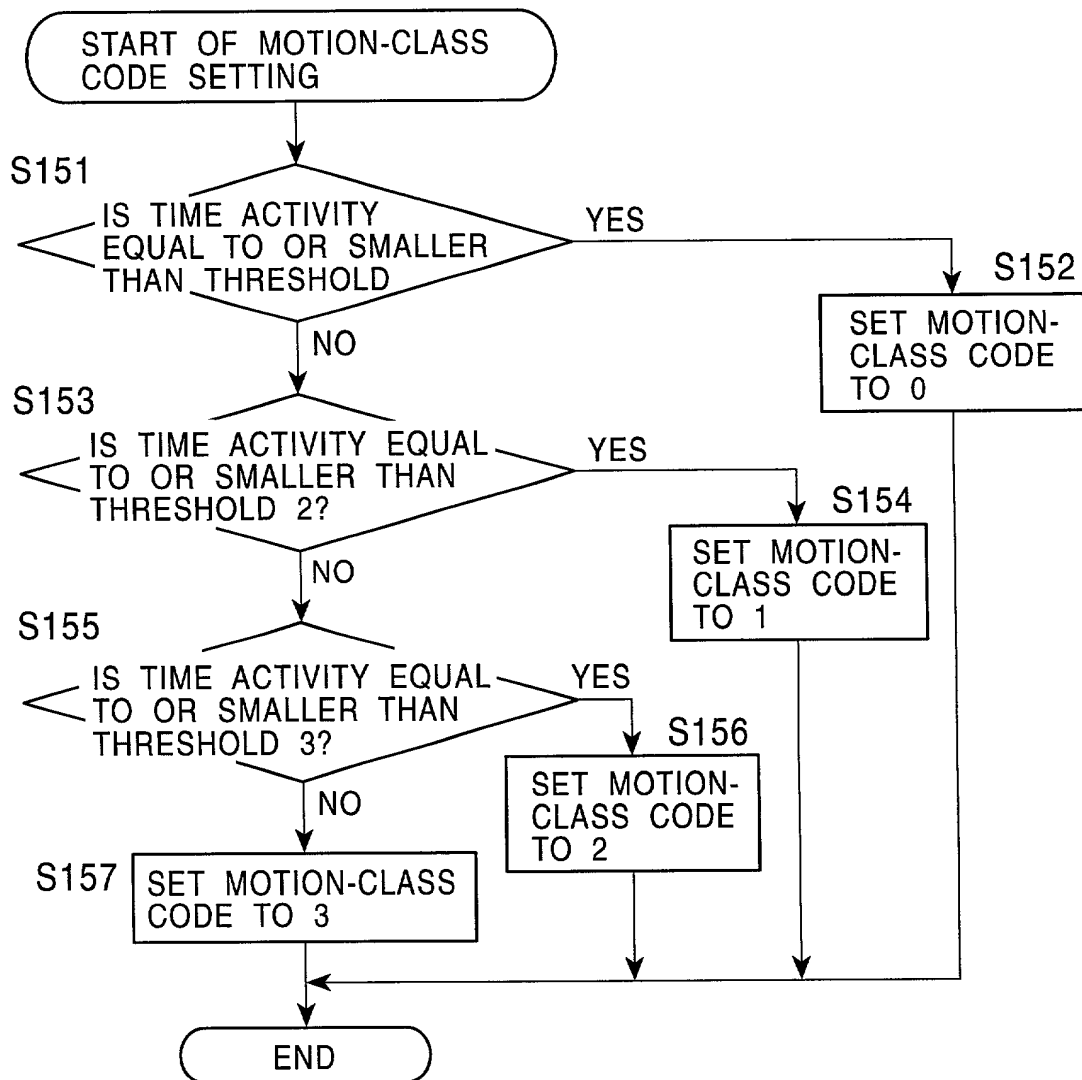 START OF MOTION-CLASS
CODE SETTING
S151
IS TIME ACTIVITY
EQUAL TO OR SMALLER
THAN THRESHOLD
YES
S152
SET MOTION-
CLASS CODE
TO 0
NO
S153
IS TIME ACTIVITY EQUAL
TO OR SMALLER THAN
THRESHOLD 2?
YES
S154
SET MOTION-
CLASS CODE
TO 1
NO
S155
IS TIME ACTIVITY EQUAL
TO OR SMALLER THAN
THRESHOLD 3?
YES
S156
SET MOTION-
CLASS CODE
TO 2
NO
S157
SET MOTION-CLASS
CODE TO 3
END